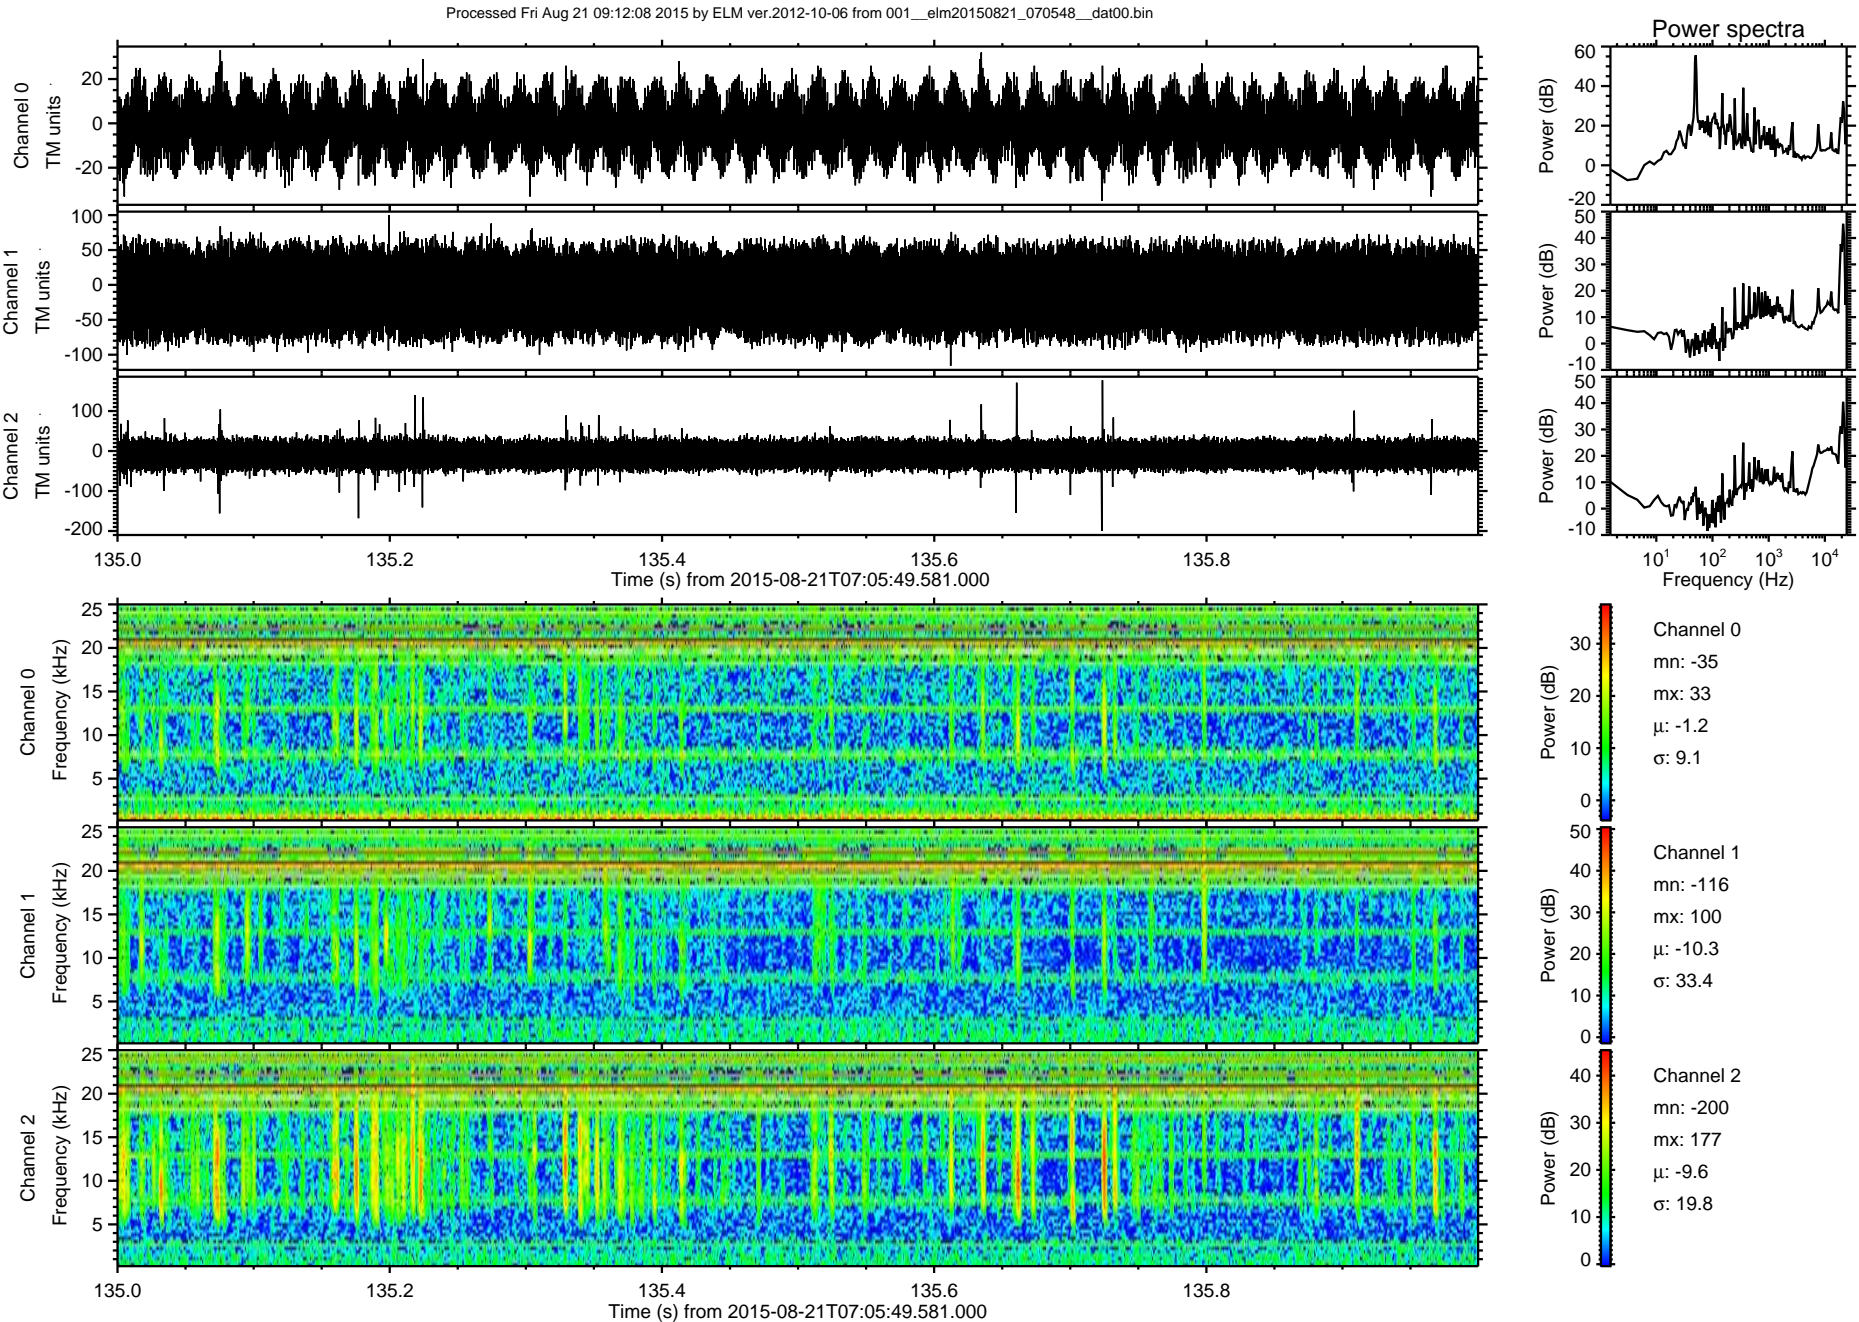 Processed Fri Aug 21 09:12:08 2015 by ELM ver.2012-10-06 from 001__elm20150821_070548__dat00.bin
Power spectra
Channel 0
TM units
20
0
-20
Power (dB)
60
40
20
0
-20
Channel 1
TM units
100
50
0
-50
-100
Power (dB)
50
40
30
20
10
0
-10
Channel 2
TM units
100
0
-100
-200
Power (dB)
50
40
30
20
10
0
-10
135.0 135.2 135.4 135.6 135.8
Time (s) from 2015-08-21T07:05:49.581.000
10¹ 10² 10³ 10⁴
Frequency (Hz)
Channel 0
Frequency (kHz)
25
20
15
10
5
Power (dB)
30
20
10
0
Channel 0
mn: -35
mx: 33
μ: -1.2
σ: 9.1
Channel 1
Frequency (kHz)
25
20
15
10
5
Power (dB)
50
40
30
20
10
0
Channel 1
mn: -116
mx: 100
μ: -10.3
σ: 33.4
Channel 2
Frequency (kHz)
25
20
15
10
5
Power (dB)
40
30
20
10
0
Channel 2
mn: -200
mx: 177
μ: -9.6
σ: 19.8
135.0 135.2 135.4 135.6 135.8
Time (s) from 2015-08-21T07:05:49.581.000